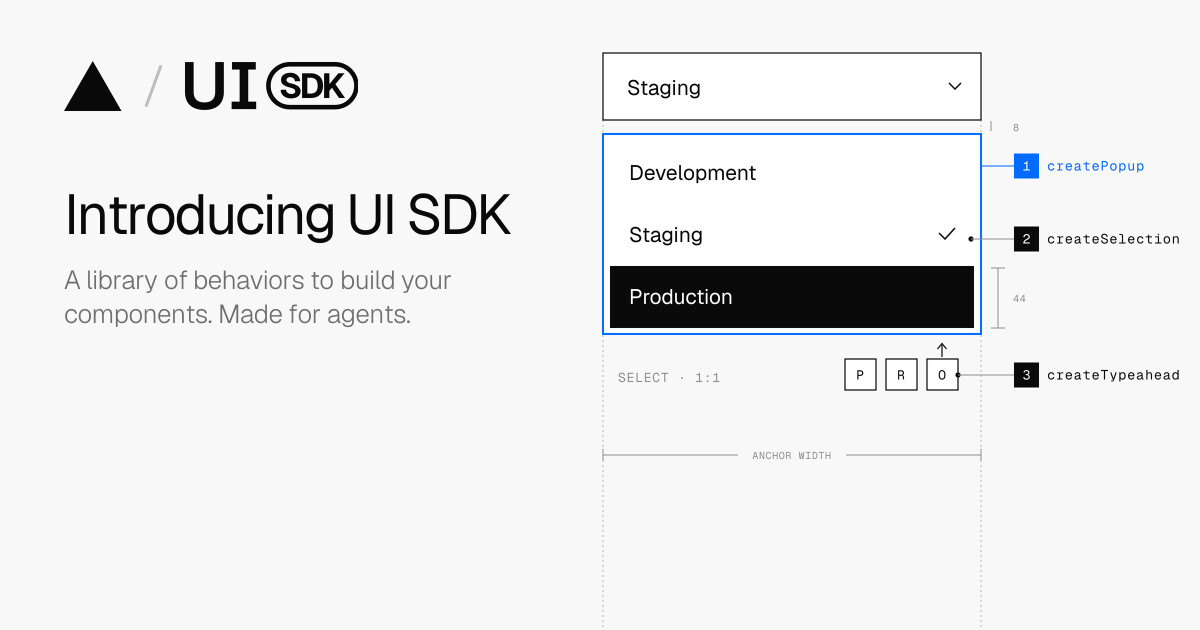 UI SDK
Introducing UI SDK
A library of behaviors to build your
components. Made for agents.
Staging
8
Development
1 createPopup
Staging
2 createSelection
Production
44
SELECT · 1:1
P R O
3 createTypeahead
ANCHOR WIDTH